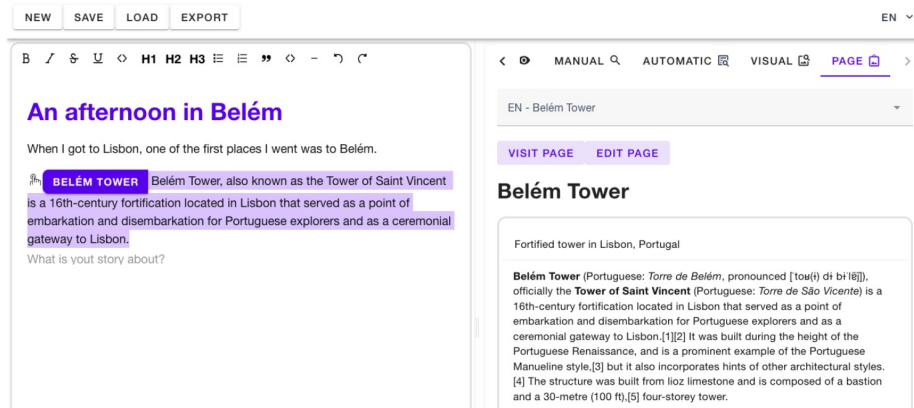 NEW SAVE LOAD EXPORT EN
B I S U <> H1 H2 H3
MANUAL AUTOMATIC VISUAL PAGE
An afternoon in Belém
When I got to Lisbon, one of the first places I went was to Belém.
BELÉM TOWER Belém Tower, also known as the Tower of Saint Vincent
is a 16th-century fortification located in Lisbon that served as a point of
embarkation and disembarkation for Portuguese explorers and as a ceremonial
gateway to Lisbon.
What is yout story about?
EN - Belém Tower
VISIT PAGE EDIT PAGE
Belém Tower
Fortified tower in Lisbon, Portugal
Belém Tower (Portuguese: Torre de Belém, pronounced [ˈtoʁ(ɨ) dɨ bɨˈlɐ̃j]),
officially the Tower of Saint Vincent (Portuguese: Torre de São Vicente) is a
16th-century fortification located in Lisbon that served as a point of
embarkation and disembarkation for Portuguese explorers and as a
ceremonial gateway to Lisbon.[1][2] It was built during the height of the
Portuguese Renaissance, and is a prominent example of the Portuguese
Manueline style,[3] but it also incorporates hints of other architectural styles.
[4] The structure was built from lioz limestone and is composed of a bastion
and a 30-metre (100 ft),[5] four-storey tower.